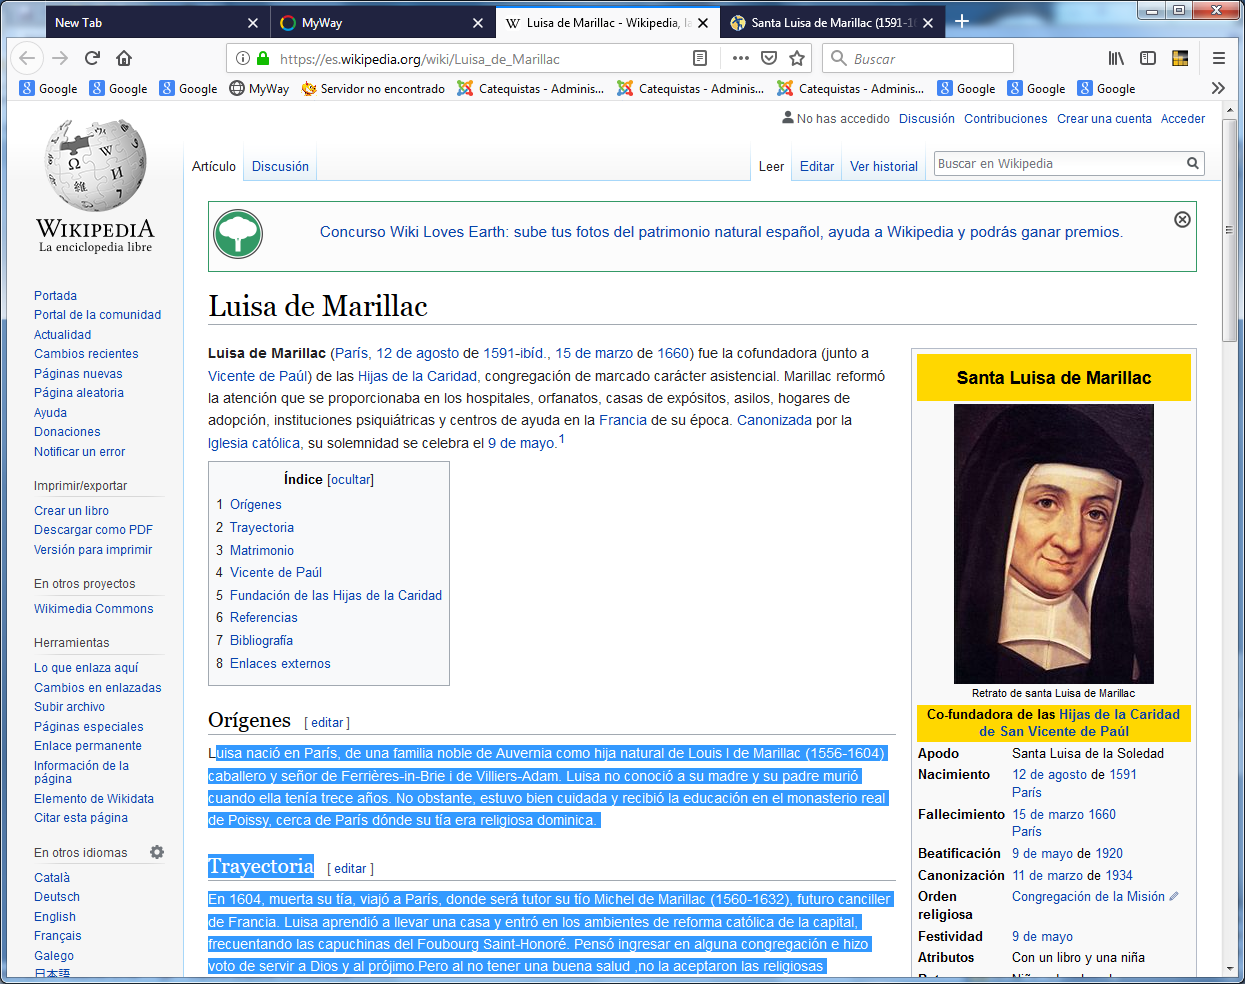 New Tab
MyWay
Luisa de Marillac - Wikipedia, la
Santa Luisa de Marillac (1591-1
https://es.wikipedia.org/wiki/Luisa_de_Marillac
Buscar
Google
Google
Google
MyWay
Servidor no encontrado
Catequistas - Adminis...
Catequistas - Adminis...
Catequistas - Adminis...
Google
Google
Google
No has accedido Discusión Contribuciones Crear una cuenta Acceder
Artículo Discusión
Leer Editar Ver historial
Buscar en Wikipedia
WIKIPEDIA
La enciclopedia libre
Portada
Portal de la comunidad
Actualidad
Cambios recientes
Páginas nuevas
Página aleatoria
Ayuda
Donaciones
Notificar un error
Imprimir/exportar
Crear un libro
Descargar como PDF
Versión para imprimir
En otros proyectos
Wikimedia Commons
Herramientas
Lo que enlaza aquí
Cambios en enlazadas
Subir archivo
Páginas especiales
Enlace permanente
Información de la
página
Elemento de Wikidata
Citar esta página
En otros idiomas
Català
Deutsch
English
Français
Galego
日本語
Concurso Wiki Loves Earth: sube tus fotos del patrimonio natural español, ayuda a Wikipedia y podrás ganar premios.
Luisa de Marillac
Luisa de Marillac (París, 12 de agosto de 1591-ibíd., 15 de marzo de 1660) fue la cofundadora (junto a
Vicente de Paúl) de las Hijas de la Caridad, congregación de marcado carácter asistencial. Marillac reformó
la atención que se proporcionaba en los hospitales, orfanatos, casas de expósitos, asilos, hogares de
adopción, instituciones psiquiátricas y centros de ayuda en la Francia de su época. Canonizada por la
Iglesia católica, su solemnidad se celebra el 9 de mayo.1
Índice [ocultar]
1 Orígenes
2 Trayectoria
3 Matrimonio
4 Vicente de Paúl
5 Fundación de las Hijas de la Caridad
6 Referencias
7 Bibliografía
8 Enlaces externos
Orígenes [ editar ]
Luisa nació en París, de una familia noble de Auvernia como hija natural de Louis I de Marillac (1556-1604)
caballero y señor de Ferrières-in-Brie i de Villiers-Adam. Luisa no conoció a su madre y su padre murió
cuando ella tenía trece años. No obstante, estuvo bien cuidada y recibió la educación en el monasterio real
de Poissy, cerca de París dónde su tía era religiosa dominica.
Trayectoria [ editar ]
En 1604, muerta su tía, viajó a París, donde será tutor su tío Michel de Marillac (1560-1632), futuro canciller
de Francia. Luisa aprendió a llevar una casa y entró en los ambientes de reforma católica de la capital,
frecuentando las capuchinas del Foubourg Saint-Honoré. Pensó ingresar en alguna congregación e hizo
voto de servir a Dios y al prójimo.Pero al no tener una buena salud ,no la aceptaron las religiosas
Santa Luisa de Marillac
Retrato de santa Luisa de Marillac
Co-fundadora de las Hijas de la Caridad
de San Vicente de Paúl
Apodo Santa Luisa de la Soledad
Nacimiento 12 de agosto de 1591
París
Fallecimiento 15 de marzo 1660
París
Beatificación 9 de mayo de 1920
Canonización 11 de marzo de 1934
Orden Congregación de la Misión
religiosa
Festividad 9 de mayo
Atributos Con un libro y una niña